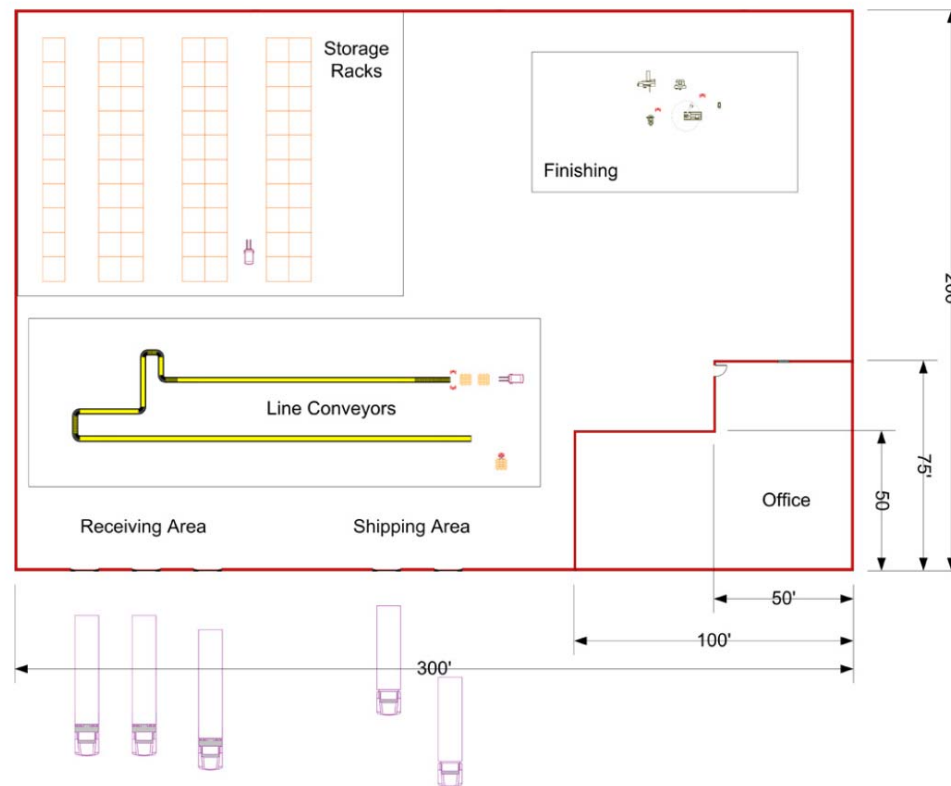 Storage
Racks
Finishing
Line Conveyors
Receiving Area
Shipping Area
Office
50
75'
50'
100'
300'